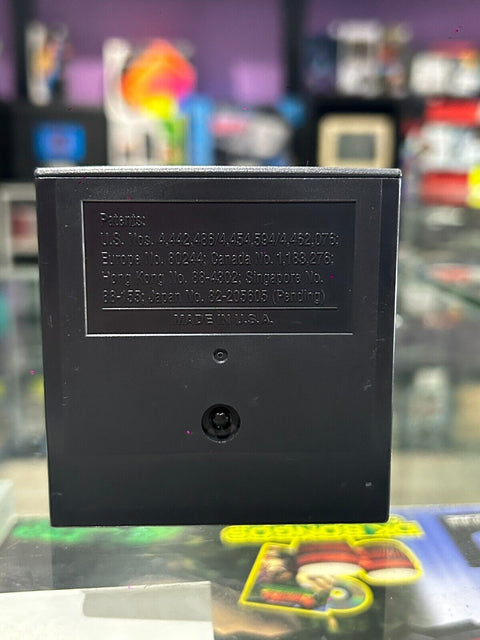 Patents:
U.S. Nos. 4,442,486/4,454,594/4,462,076;
Europe No. 80244; Canada No. 1,183,276;
Hong Kong No. 88-4302; Singapore No.
88-155; Japan No. 82-205605 (Pending)
MADE IN U.S.A.